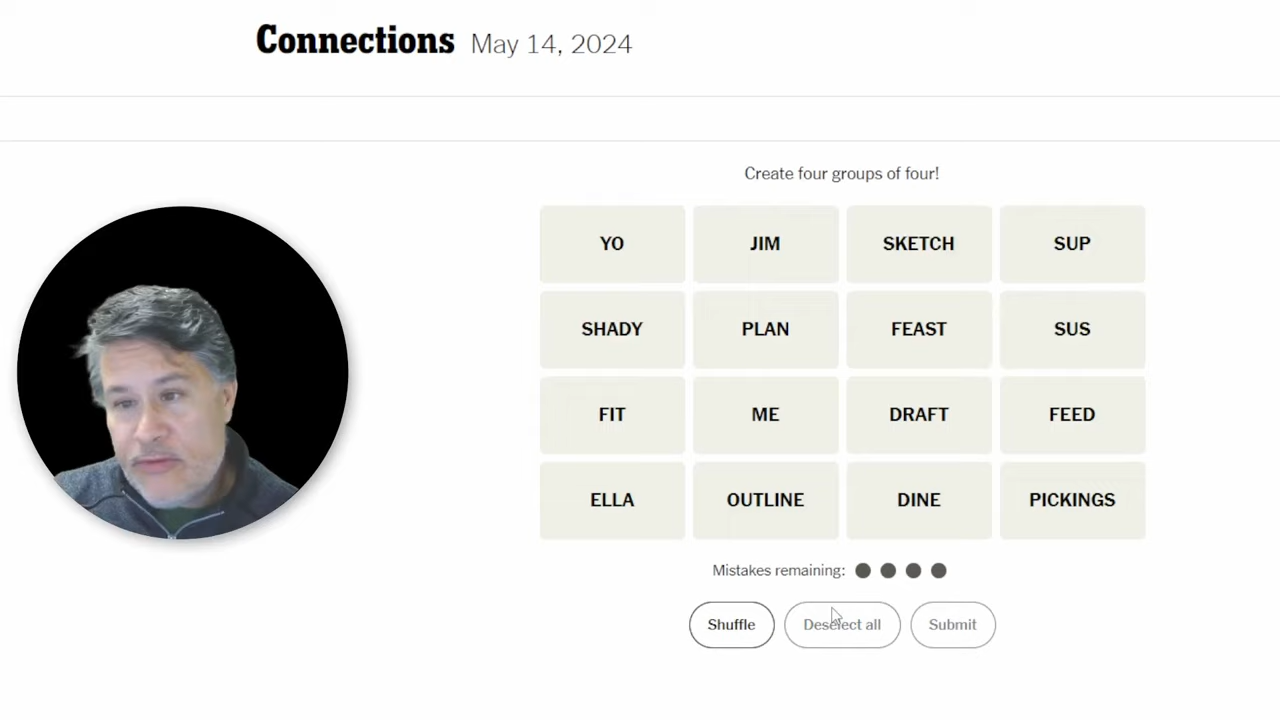 Connections May 14, 2024
Create four groups of four!
YO JIM SKETCH SUP
SHADY PLAN FEAST SUS
FIT ME DRAFT FEED
ELLA OUTLINE DINE PICKINGS
Mistakes remaining:
Shuffle Deselect all Submit